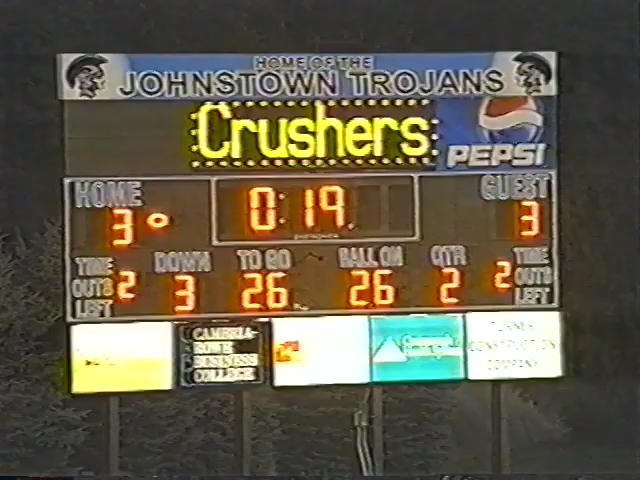 HOME OF THE
JOHNSTOWN TROJANS
Crushers
PEPSI
HOME GUEST
3 0:19 3
TIME OUTS LEFT 2 DOWN 3 TO GO 26 BALL ON 26 QTR 2 TIME OUTS LEFT 2
CAMBRIA-
ROWE
BUSINESS
COLLEGE
TURNER
CONSTRUCTION
COMPANY